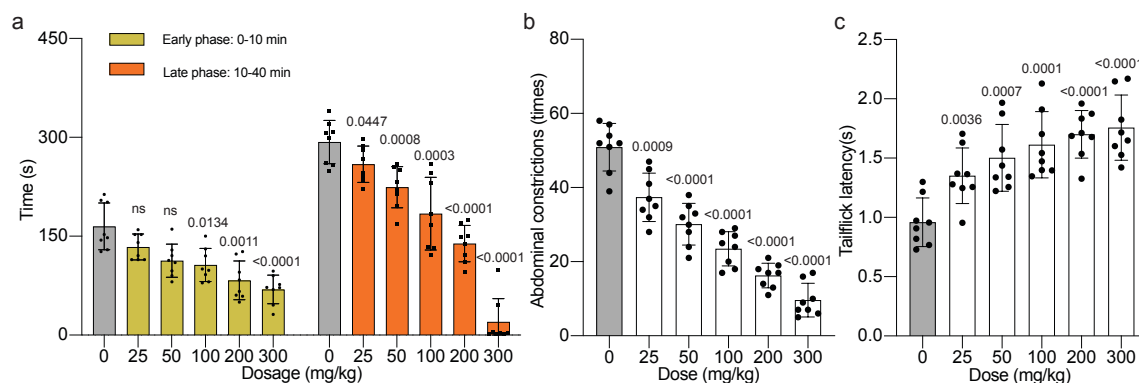 a
450
300
150
0
Time (s)
Early phase: 0-10 min
Late phase: 10-40 min
ns
ns
0.0134
0.0011
<0.0001
0.0447
0.0008
0.0003
<0.0001
<0.0001
0 25 50 100 200 300 0 25 50 100 200 300
Dosage (mg/kg)
b
80
60
40
20
0
Abdominal constrictions (times)
0.0009
<0.0001
<0.0001
<0.0001
<0.0001
0 25 50 100 200 300
Dose (mg/kg)
c
2.5
2.0
1.5
1.0
0.5
0.0
Tailflick latency(s)
0.0036
0.0007
0.0001
<0.0001
<0.0001
0 25 50 100 200 300
Dose (mg/kg)